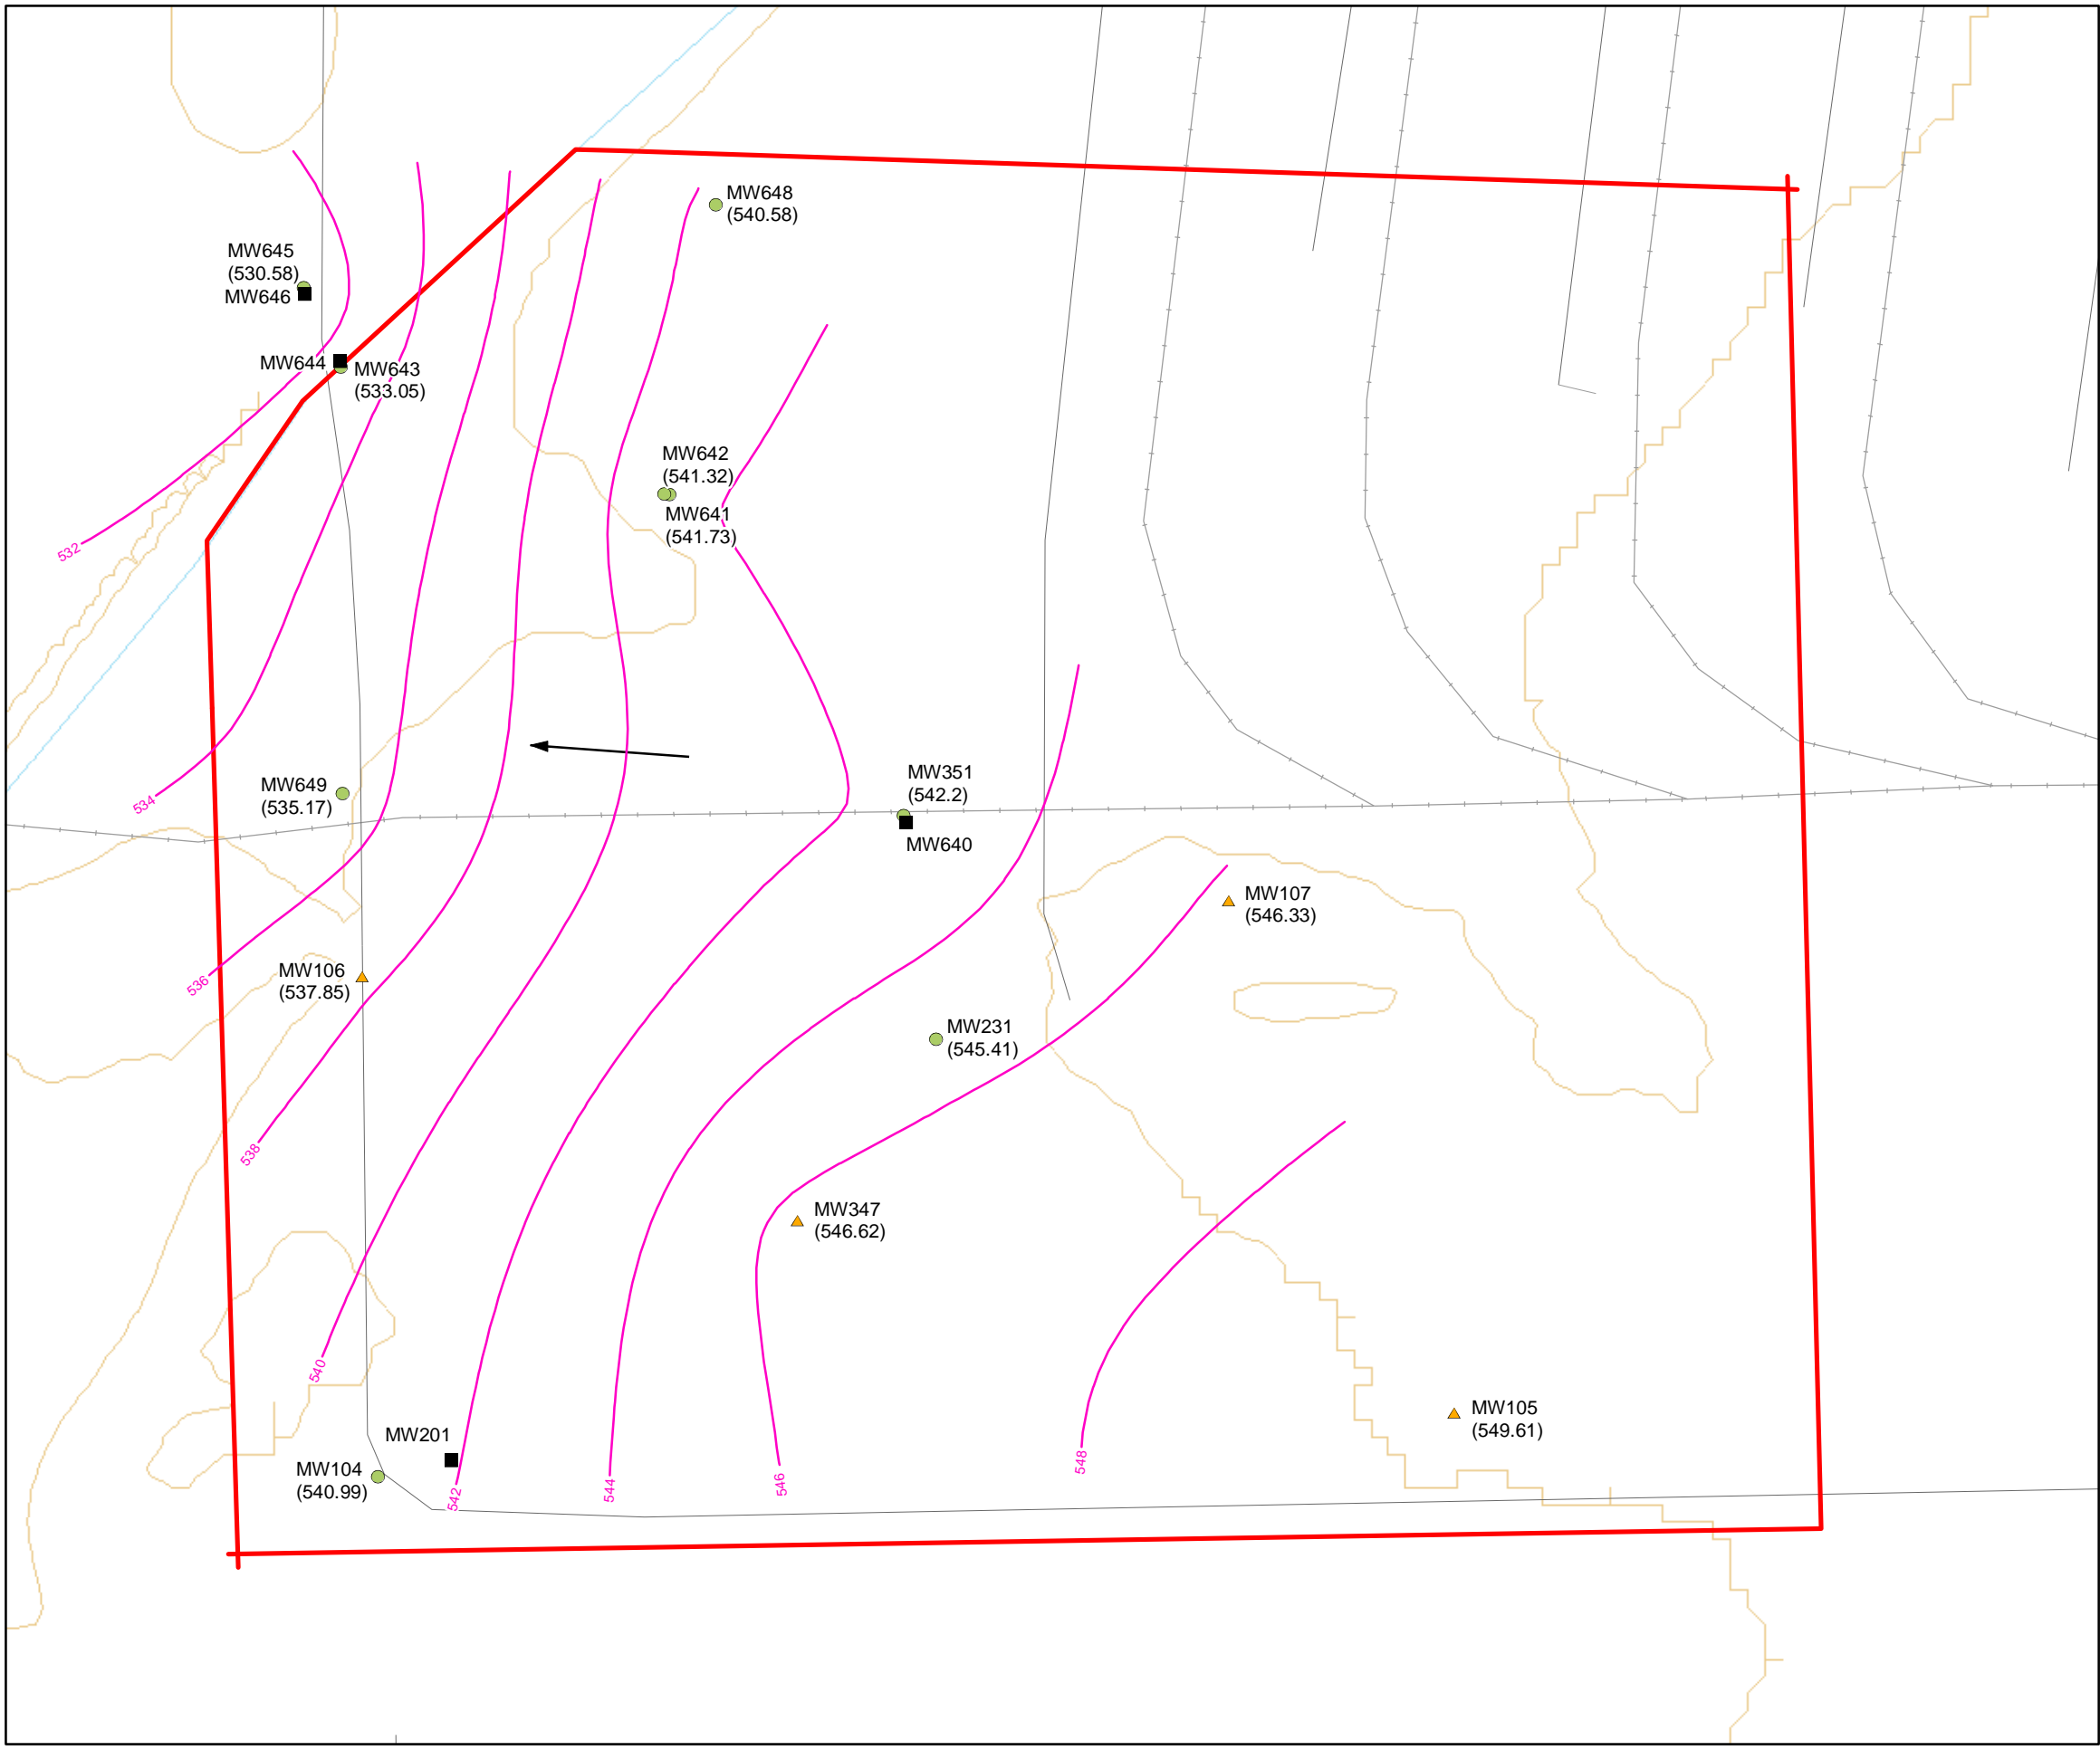 MW648
(540.58)
MW645
(530.58)
MW646
MW644
MW643
(533.05)
MW642
(541.32)
MW641
(541.73)
532
MW351
(542.2)
MW640
MW649
(535.17)
534
MW107
(546.33)
MW106
(537.85)
536
MW231
(545.41)
538
MW347
(546.62)
540
MW105
(549.61)
MW201
MW104
(540.99)
542
544
546
548